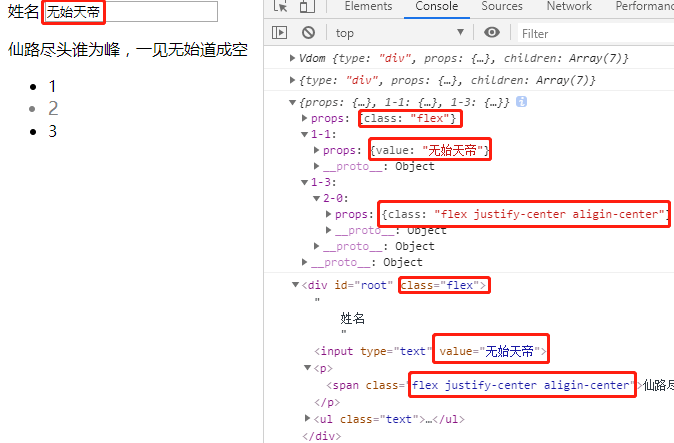 姓名 无始天帝
仙路尽头谁为峰，一见无始道成空
1
2
3
Elements Console Sources Network Performance
top Filter
Vdom {type: "div", props: {…}, children: Array(7)}
{type: "div", props: {…}, children: Array(7)}
{props: {…}, 1-1: {…}, 1-3: {…}}
props: {class: "flex"}
1-1:
props: {value: "无始天帝"}
__proto__: Object
1-3:
2-0:
props: {class: "flex justify-center aligin-center"}
__proto__: Object
__proto__: Object
__proto__: Object
<div id="root" class="flex">
"
姓名
"
<input type="text" value="无始天帝">
<p>
<span class="flex justify-center aligin-center">仙路尽
</p>
<ul class="text">…</ul>
</div>